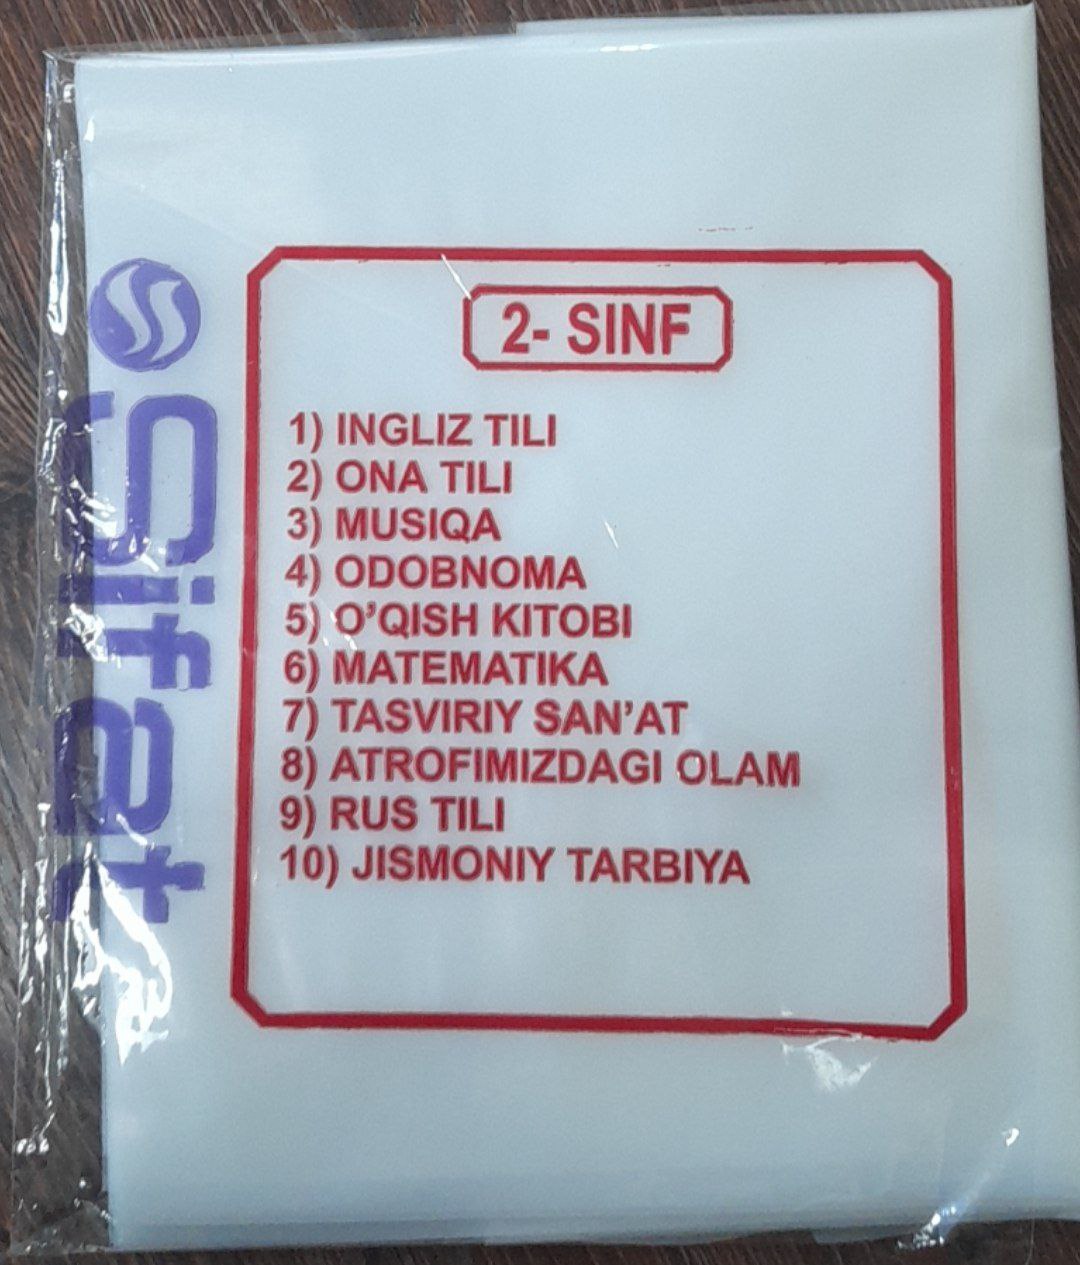 Sifat
2- SINF
1) INGLIZ TILI
2) ONA TILI
3) MUSIQA
4) ODOBNOMA
5) O’QISH KITOBI
6) MATEMATIKA
7) TASVIRIY SAN’AT
8) ATROFIMIZDAGI OLAM
9) RUS TILI
10) JISMONIY TARBIYA